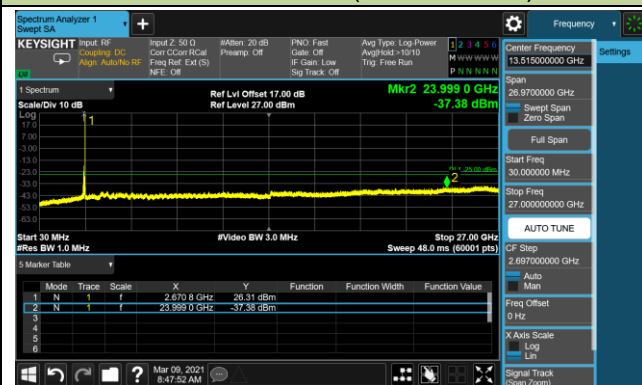 Spectrum Analyzer 1
Swept SA
+
Frequency
KEYSIGHT
Input: RF
Coupling: DC
Align: Auto/No RF
Input Z: 50 Ω
Corr CCorr RCal
Freq Ref: Ext (S)
NFE: Off
#Atten: 20 dB
Preamp: Off
PNO: Fast
Gate: Off
IF Gain: Low
Sig Track: Off
Avg Type: Log-Power
Avg|Hold:>10/10
Trig: Free Run
1 2 3 4 5 6
M W W W W W
P N N N N N
LW
1 Spectrum
Scale/Div 10 dB
Ref Lvl Offset 17.00 dB
Ref Level 27.00 dBm
Mkr2 23.999 0 GHz
-37.38 dBm
Log
17.0
7.00
-3.00
-13.0
-23.0
-33.0
-43.0
-53.0
-63.0
1
2
DL1 -25.00 dBm
Start 30 MHz
#Res BW 1.0 MHz
#Video BW 3.0 MHz
Stop 27.00 GHz
Sweep 48.0 ms (60001 pts)
5 Marker Table
Mode Trace Scale X Y Function Function Width Function Value
1 N 1 f 2.670 8 GHz 26.31 dBm
2 N 1 f 23.999 0 GHz -37.38 dBm
3
4
5
6
Mar 09, 2021
8:47:52 AM
Center Frequency
13.515000000 GHz
Settings
Span
26.9700000 GHz
Swept Span
Zero Span
Full Span
Start Freq
30.000000 MHz
Stop Freq
27.000000000 GHz
AUTO TUNE
CF Step
2.697000000 GHz
Auto
Man
Freq Offset
0 Hz
X Axis Scale
Log
Lin
Signal Track
(Span Zoom)